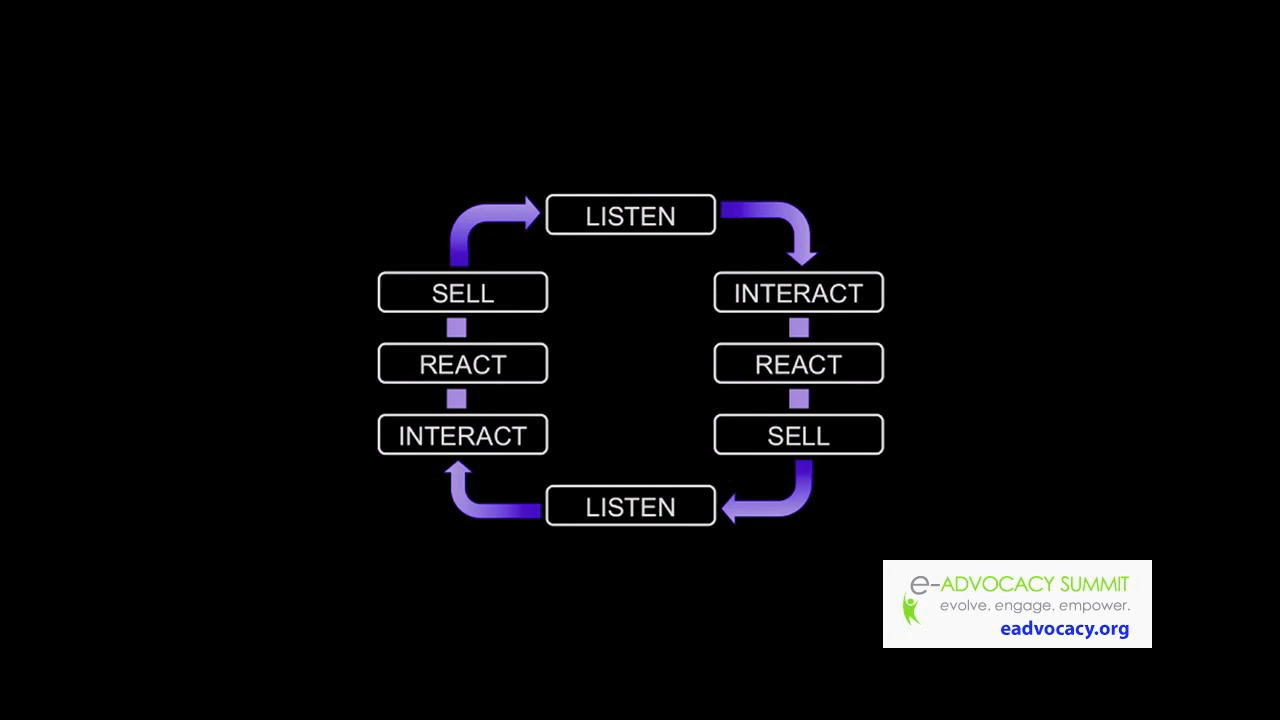 LISTEN
SELL
INTERACT
REACT
REACT
INTERACT
SELL
LISTEN
e-ADVOCACY SUMMIT
evolve. engage. empower.
eadvocacy.org